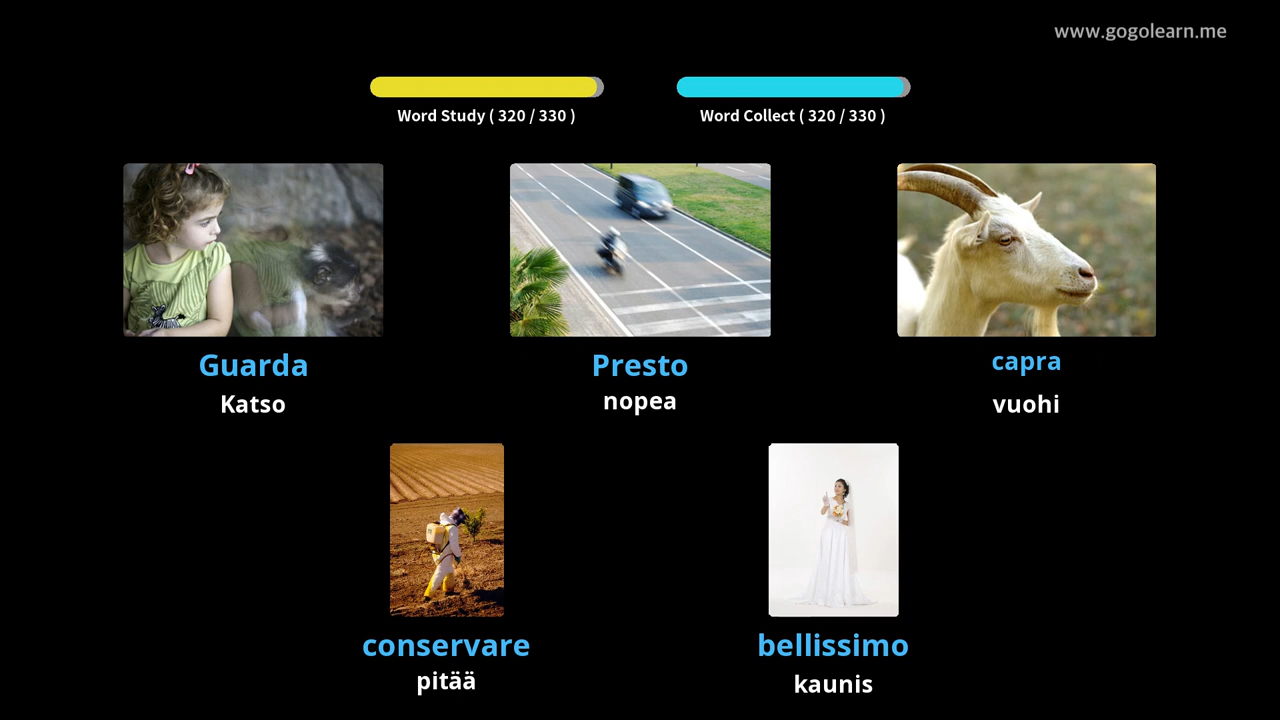 www.gogolearn.me
Word Study ( 320 / 330 )
Word Collect ( 320 / 330 )
Guarda
Katso
Presto
nopea
capra
vuohi
conservare
pitää
bellissimo
kaunis